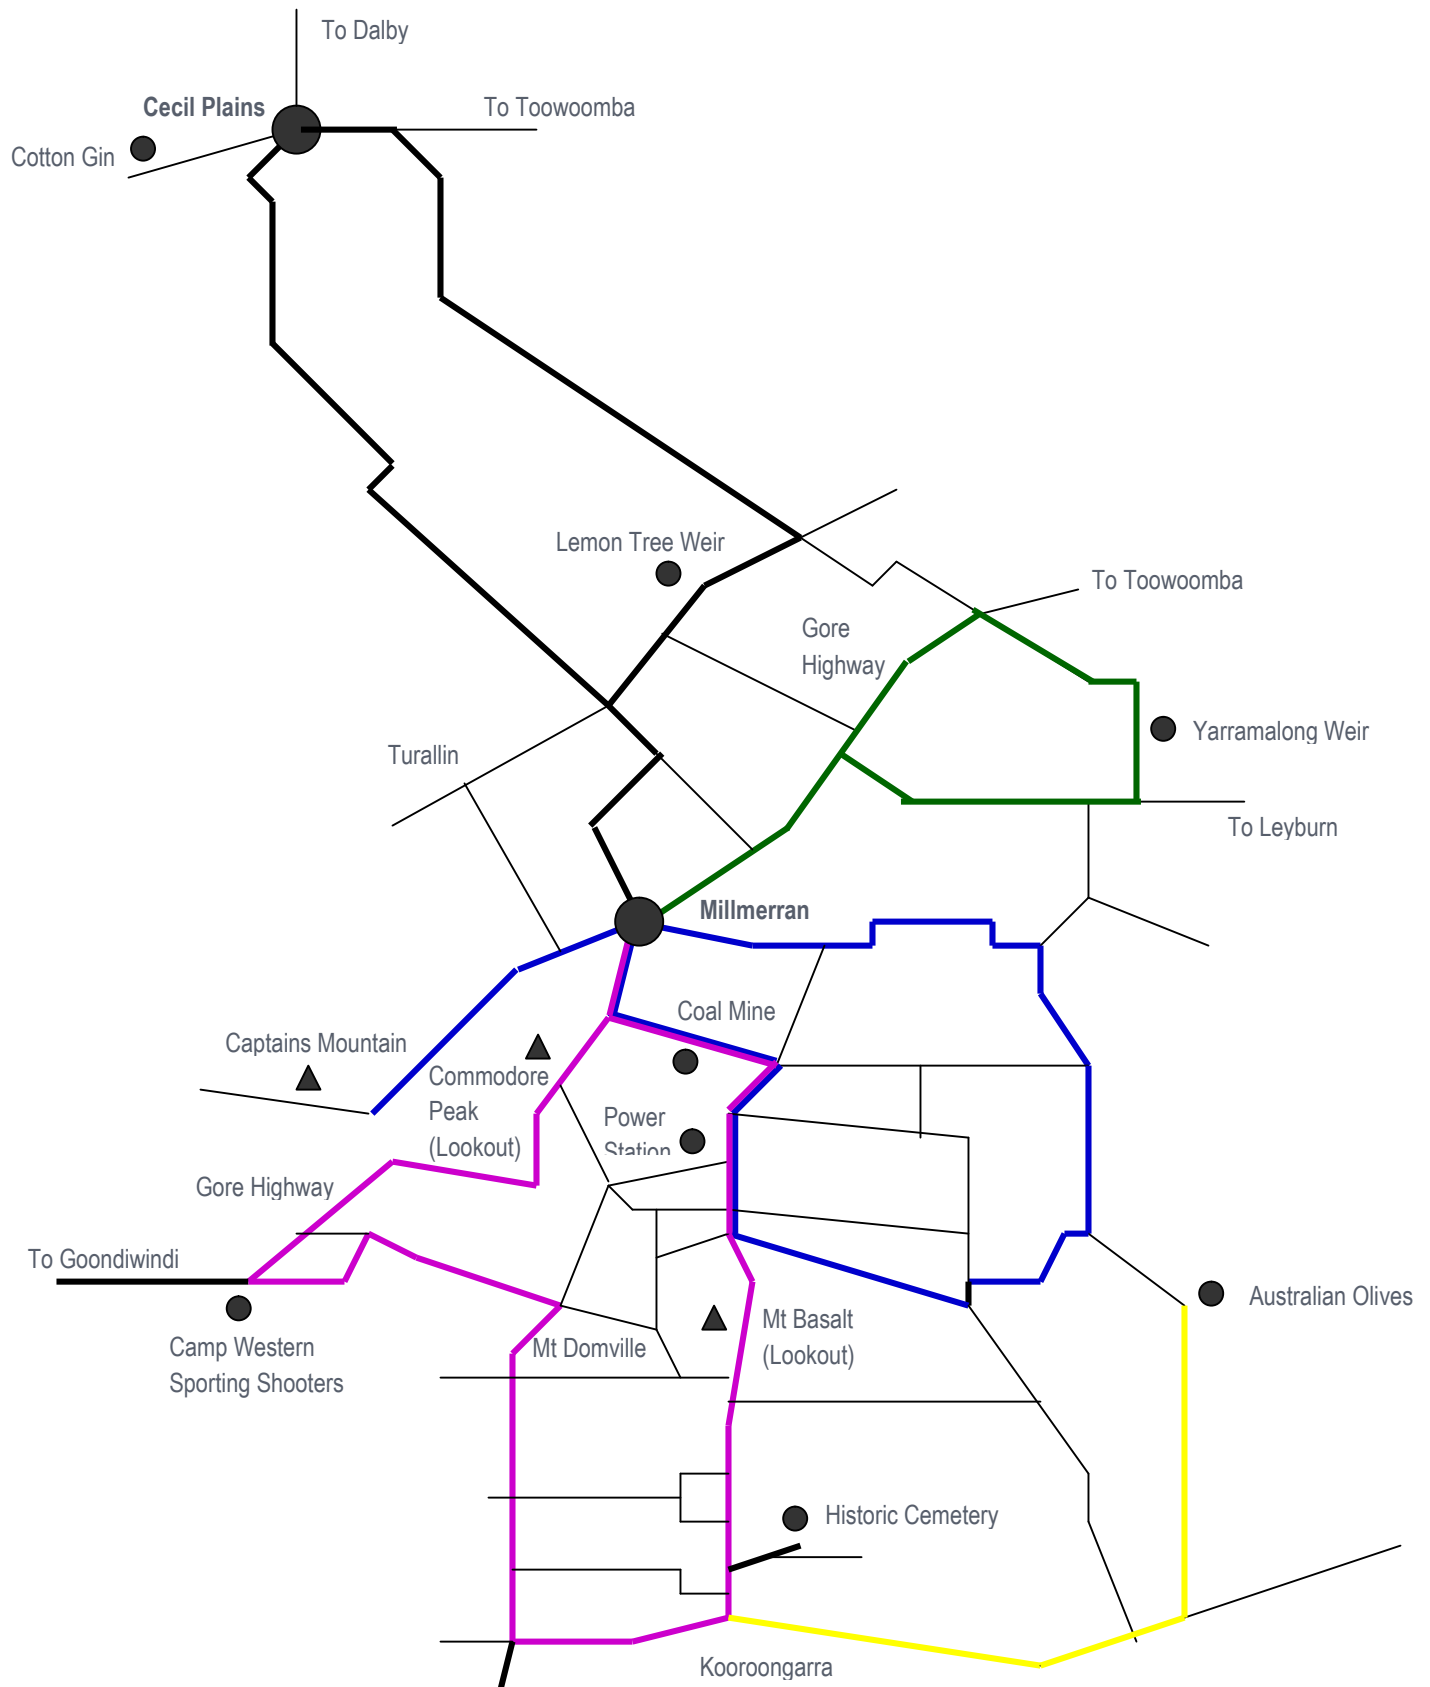 To Dalby
Cecil Plains
To Toowoomba
Cotton Gin
Lemon Tree Weir
To Toowoomba
Gore
Highway
Yarramalong Weir
Turallin
To Leyburn
Millmerran
Coal Mine
Captains Mountain
Commodore
Peak
(Lookout)
Power
Station
Gore Highway
To Goondiwindi
Australian Olives
Camp Western
Sporting Shooters
Mt Domville
Mt Basalt
(Lookout)
Historic Cemetery
Kooroongarra